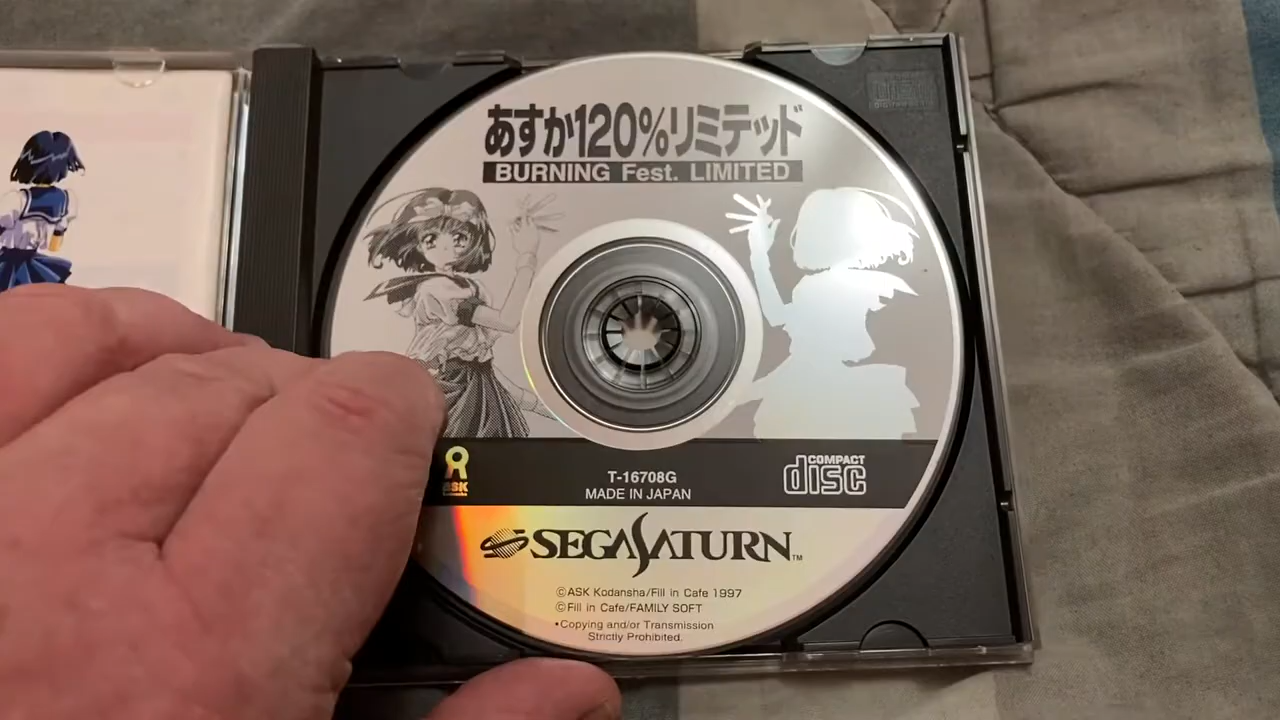 あすか120%リミテッド
BURNING Fest. LIMITED
ASK
T-16708G
MADE IN JAPAN
COMPACT
disc
SEGA SATURN™
©ASK Kodansha/Fill in Cafe 1997
©Fill in Cafe/FAMILY SOFT
•Copying and/or Transmission
Strictly Prohibited.